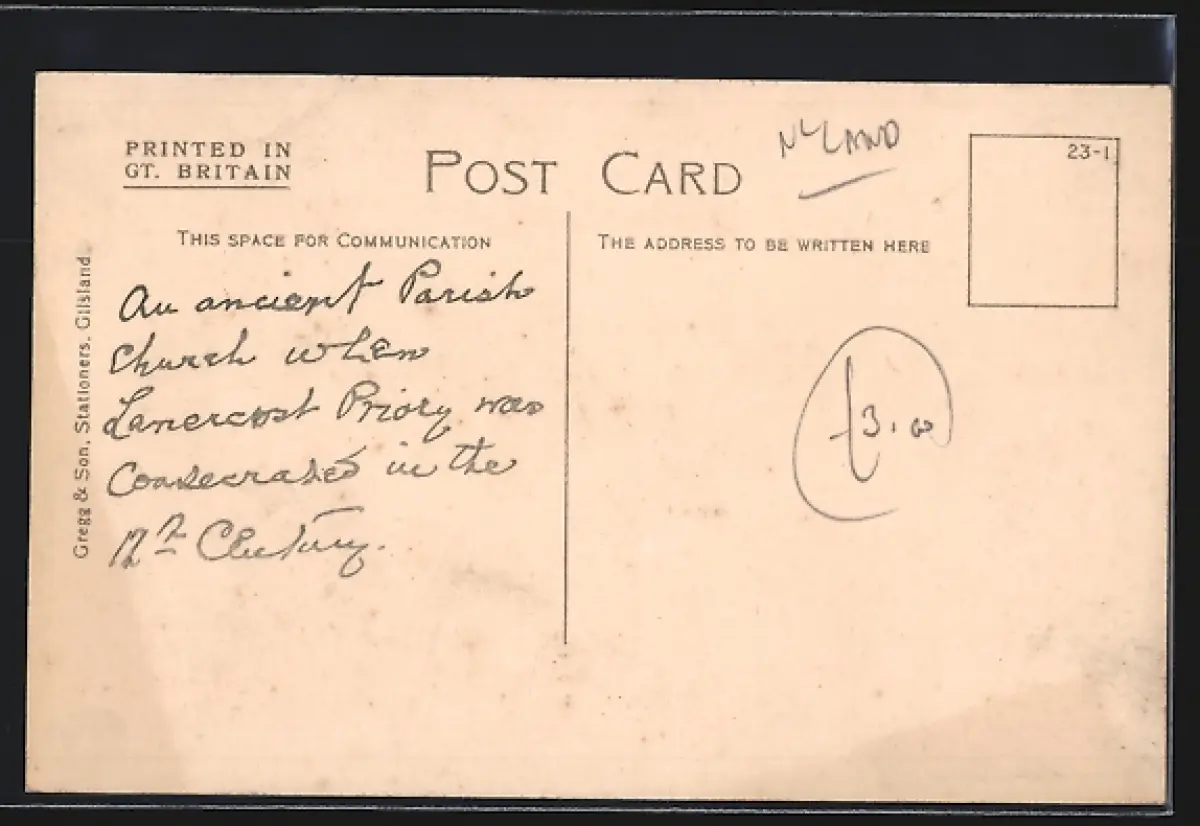 PRINTED IN
GT. BRITAIN
POST CARD
N'LAND
23-1
THIS SPACE FOR COMMUNICATION
THE ADDRESS TO BE WRITTEN HERE
An ancient Parish
Church when
Lanercost Priory was
Consecrated in the
12th Century.
£3.00
Gregg & Son, Stationers, Gilsland.